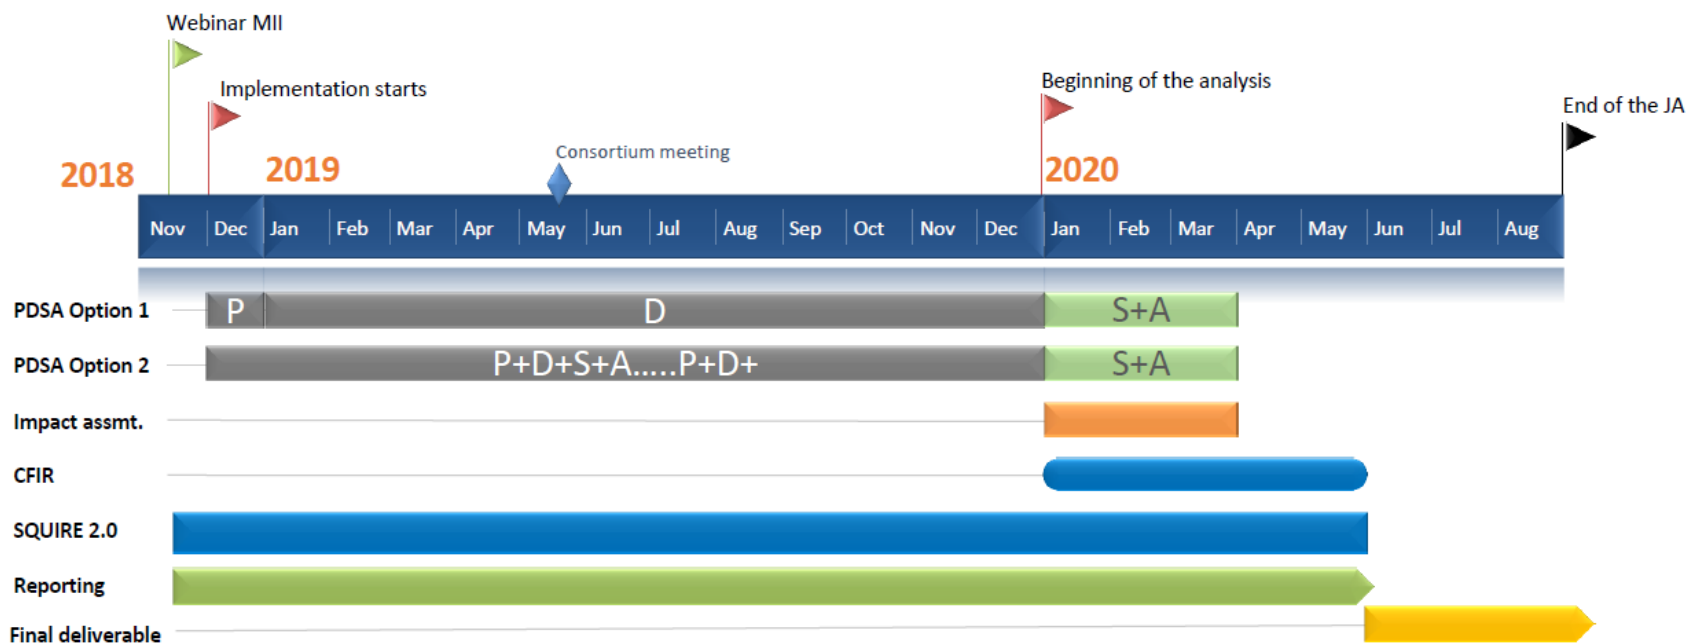 Webinar MII
Implementation starts
Beginning of the analysis
End of the JA
Consortium meeting
2018
2019
2020
Nov Dec Jan Feb Mar Apr May Jun Jul Aug Sep Oct Nov Dec Jan Feb Mar Apr May Jun Jul Aug
PDSA Option 1 P D S+A
PDSA Option 2 P+D+S+A.....P+D+ S+A
Impact assmt.
CFIR
SQUIRE 2.0
Reporting
Final deliverable